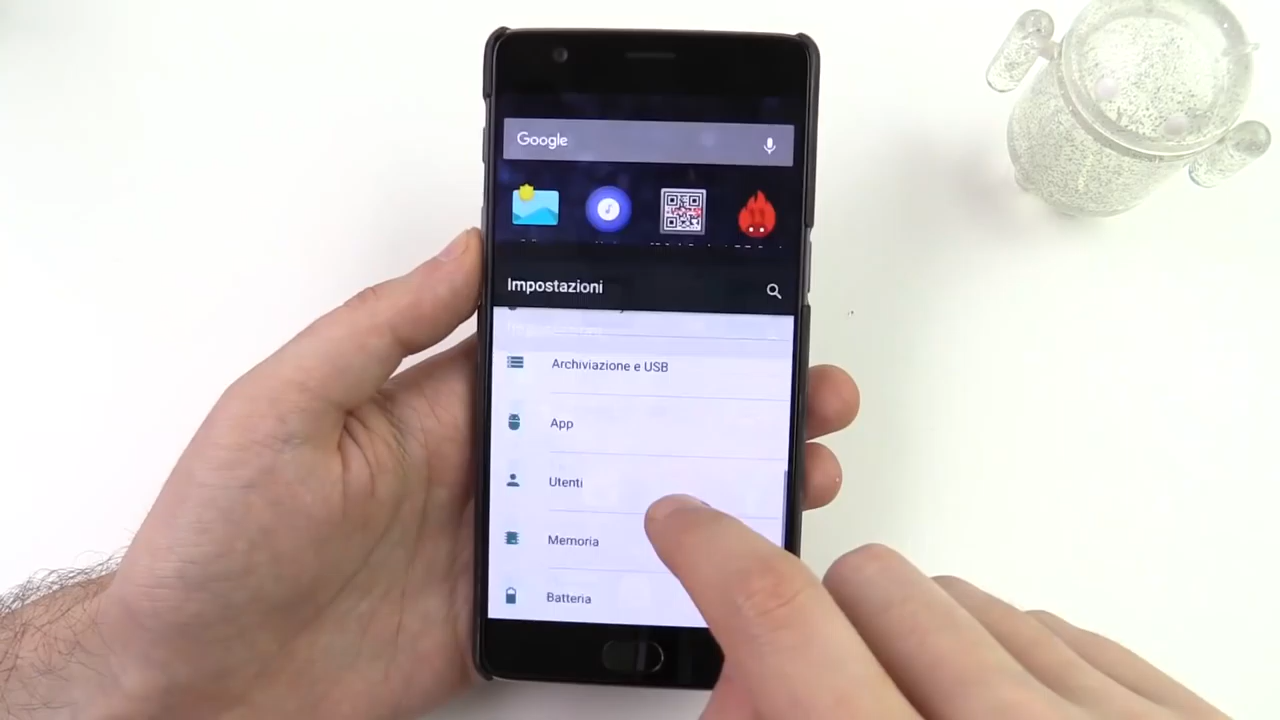 Google
Impostazioni
Archiviazione e USB
App
Utenti
Memoria
Batteria